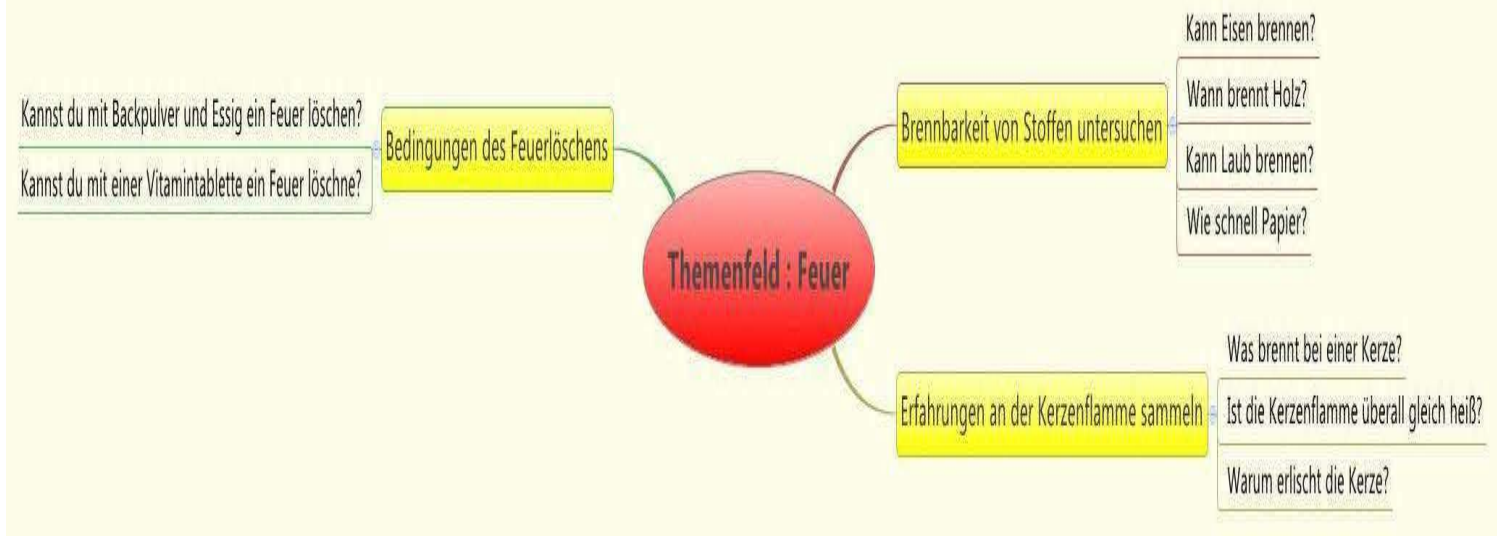 Themenfeld : Feuer
Bedingungen des Feuerlöschens
Kannst du mit Backpulver und Essig ein Feuer löschen?
Kannst du mit einer Vitamintablette ein Feuer löschne?
Brennbarkeit von Stoffen untersuchen
Kann Eisen brennen?
Wann brennt Holz?
Kann Laub brennen?
Wie schnell Papier?
Erfahrungen an der Kerzenflamme sammeln
Was brennt bei einer Kerze?
Ist die Kerzenflamme überall gleich heiß?
Warum erlischt die Kerze?